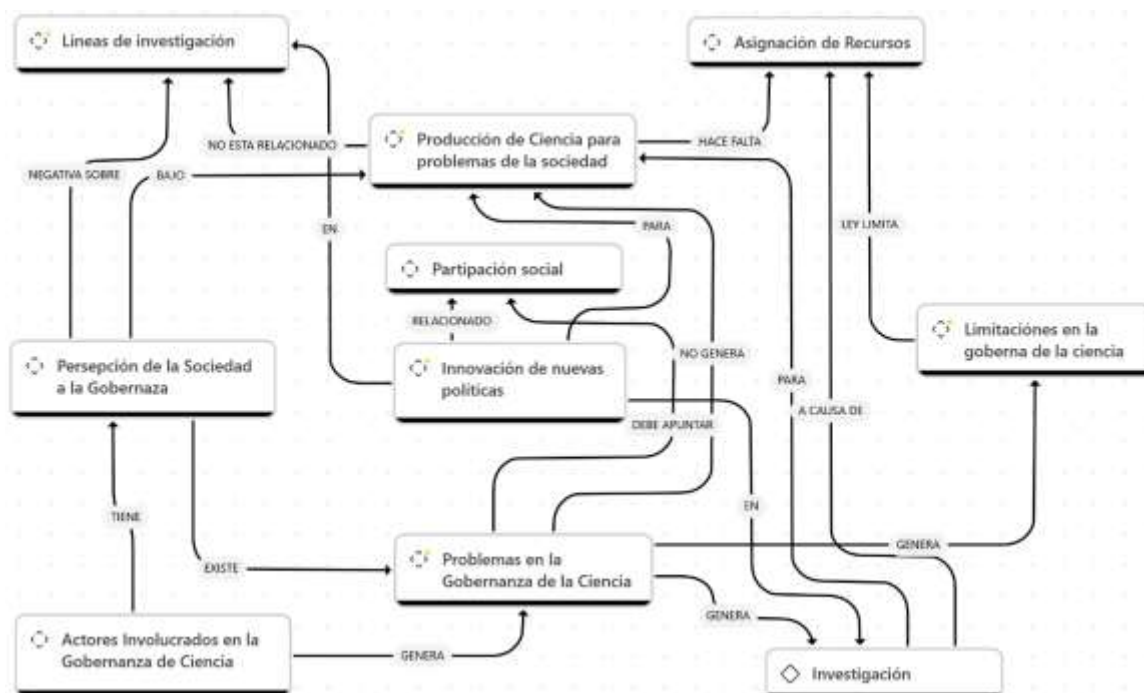 Lineas de investigación
Asignación de Recursos
Producción de Ciencia para
problemas de la sociedad
NO ESTA RELACIONADO
HACE FALTA
NEGATIVA SOBRE
BAJO
EN
PARA
LEY LIMITA
Partipación social
RELACIONADO
Limitaciónes en la
goberna de la ciencia
Persepción de la Sociedad
a la Gobernaza
Innovación de nuevas
políticas
NO GENERA
PARA
A CAUSA DE
DEBE APUNTAR
TIENE
EN
GENERA
Problemas en la
Gobernanza de la Ciencia
EXISTE
GENERA
Actores Involucrados en la
Gobernanza de Ciencia
GENERA
Investigación